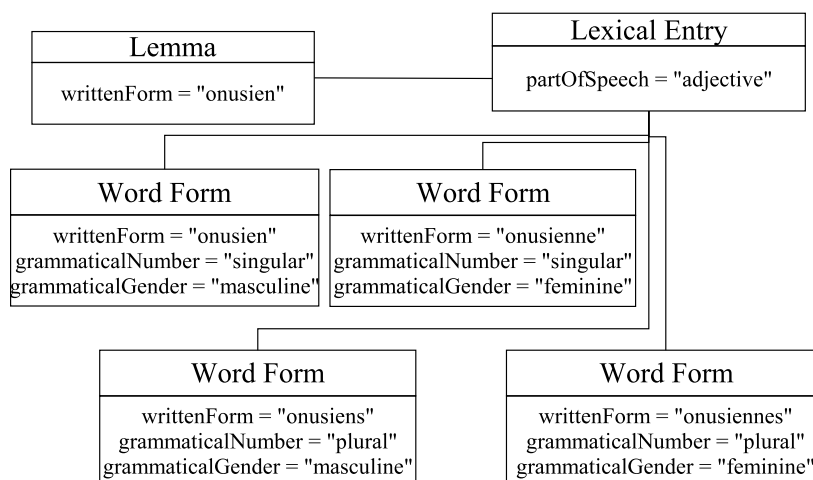 Lemma
writtenForm = "onusien"
Lexical Entry
partOfSpeech = "adjective"
Word Form
writtenForm = "onusien"
grammaticalNumber = "singular"
grammaticalGender = "masculine"
Word Form
writtenForm = "onusienne"
grammaticalNumber = "singular"
grammaticalGender = "feminine"
Word Form
writtenForm = "onusiens"
grammaticalNumber = "plural"
grammaticalGender = "masculine"
Word Form
writtenForm = "onusiennes"
grammaticalNumber = "plural"
grammaticalGender = "feminine"